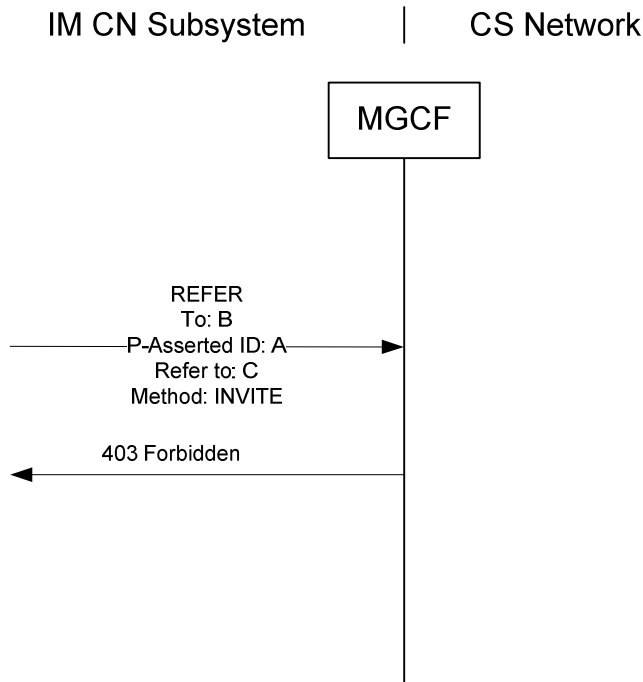 IM CN Subsystem
CS Network
MGCF
REFER
To: B
P-Asserted ID: A
Refer to: C
Method: INVITE
403 Forbidden